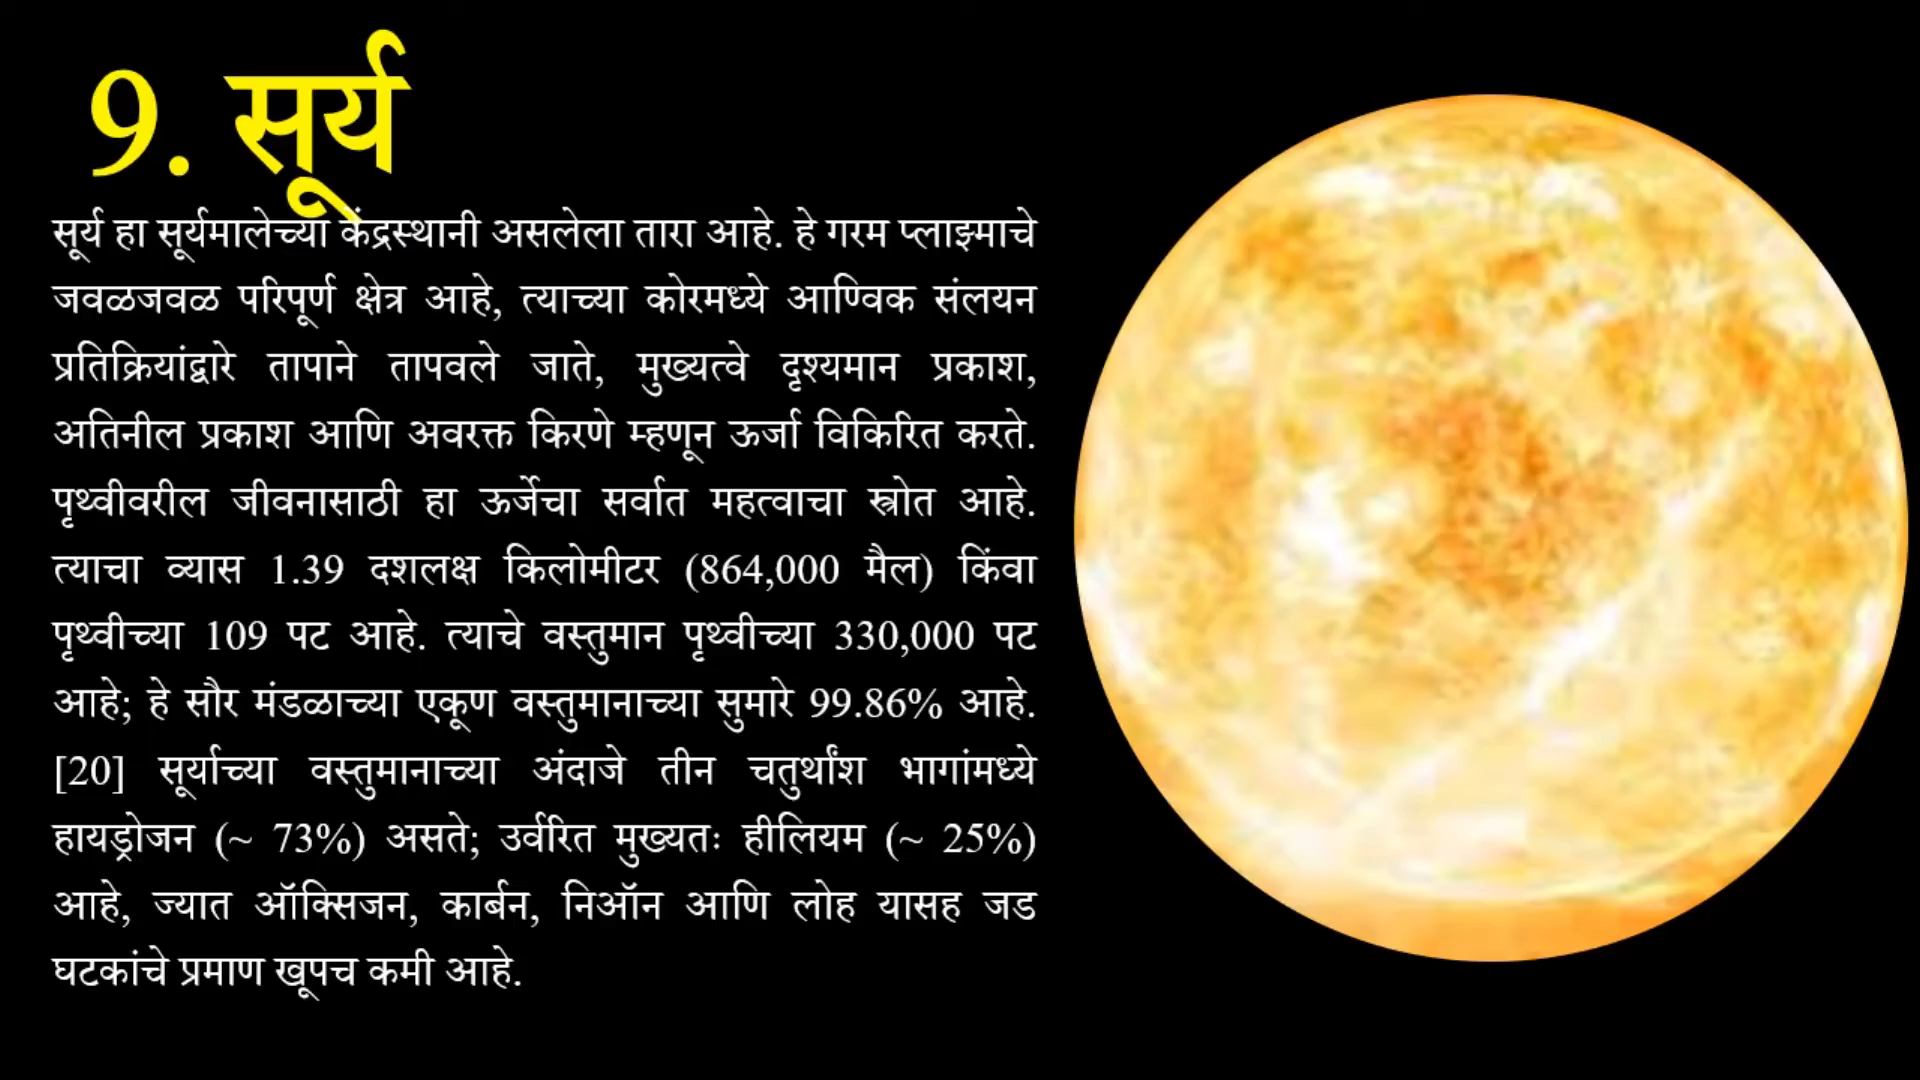 9. सूर्य
सूर्य हा सूर्यमालेच्या केंद्रस्थानी असलेला तारा आहे. हे गरम प्लाझ्माचे
जवळजवळ परिपूर्ण क्षेत्र आहे, त्याच्या कोरमध्ये आण्विक संलयन
प्रतिक्रियांद्वारे तापाने तापवले जाते, मुख्यत्वे दृश्यमान प्रकाश,
अतिनील प्रकाश आणि अवरक्त किरणे म्हणून ऊर्जा विकिरित करते.
पृथ्वीवरील जीवनासाठी हा ऊर्जेचा सर्वात महत्वाचा स्त्रोत आहे.
त्याचा व्यास 1.39 दशलक्ष किलोमीटर (864,000 मैल) किंवा
पृथ्वीच्या 109 पट आहे. त्याचे वस्तुमान पृथ्वीच्या 330,000 पट
आहे; हे सौर मंडळाच्या एकूण वस्तुमानाच्या सुमारे 99.86% आहे.
[20] सूर्याच्या वस्तुमानाच्या अंदाजे तीन चतुर्थांश भागांमध्ये
हायड्रोजन (~ 73%) असते; उर्वरित मुख्यतः हीलियम (~ 25%)
आहे, ज्यात ऑक्सिजन, कार्बन, निऑन आणि लोह यासह जड
घटकांचे प्रमाण खूपच कमी आहे.